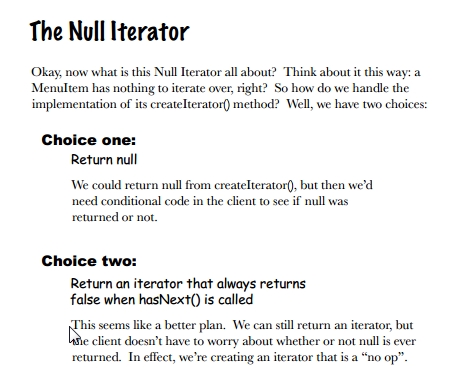 The Null Iterator
Okay, now what is this Null Iterator all about? Think about it this way: a
MenuItem has nothing to iterate over, right? So how do we handle the
implementation of its createIterator() method? Well, we have two choices:
Choice one:
Return null
We could return null from createIterator(), but then we'd
need conditional code in the client to see if null was
returned or not.
Choice two:
Return an iterator that always returns
false when hasNext() is called
This seems like a better plan. We can still return an iterator, but
the client doesn't have to worry about whether or not null is ever
returned. In effect, we're creating an iterator that is a “no op”.